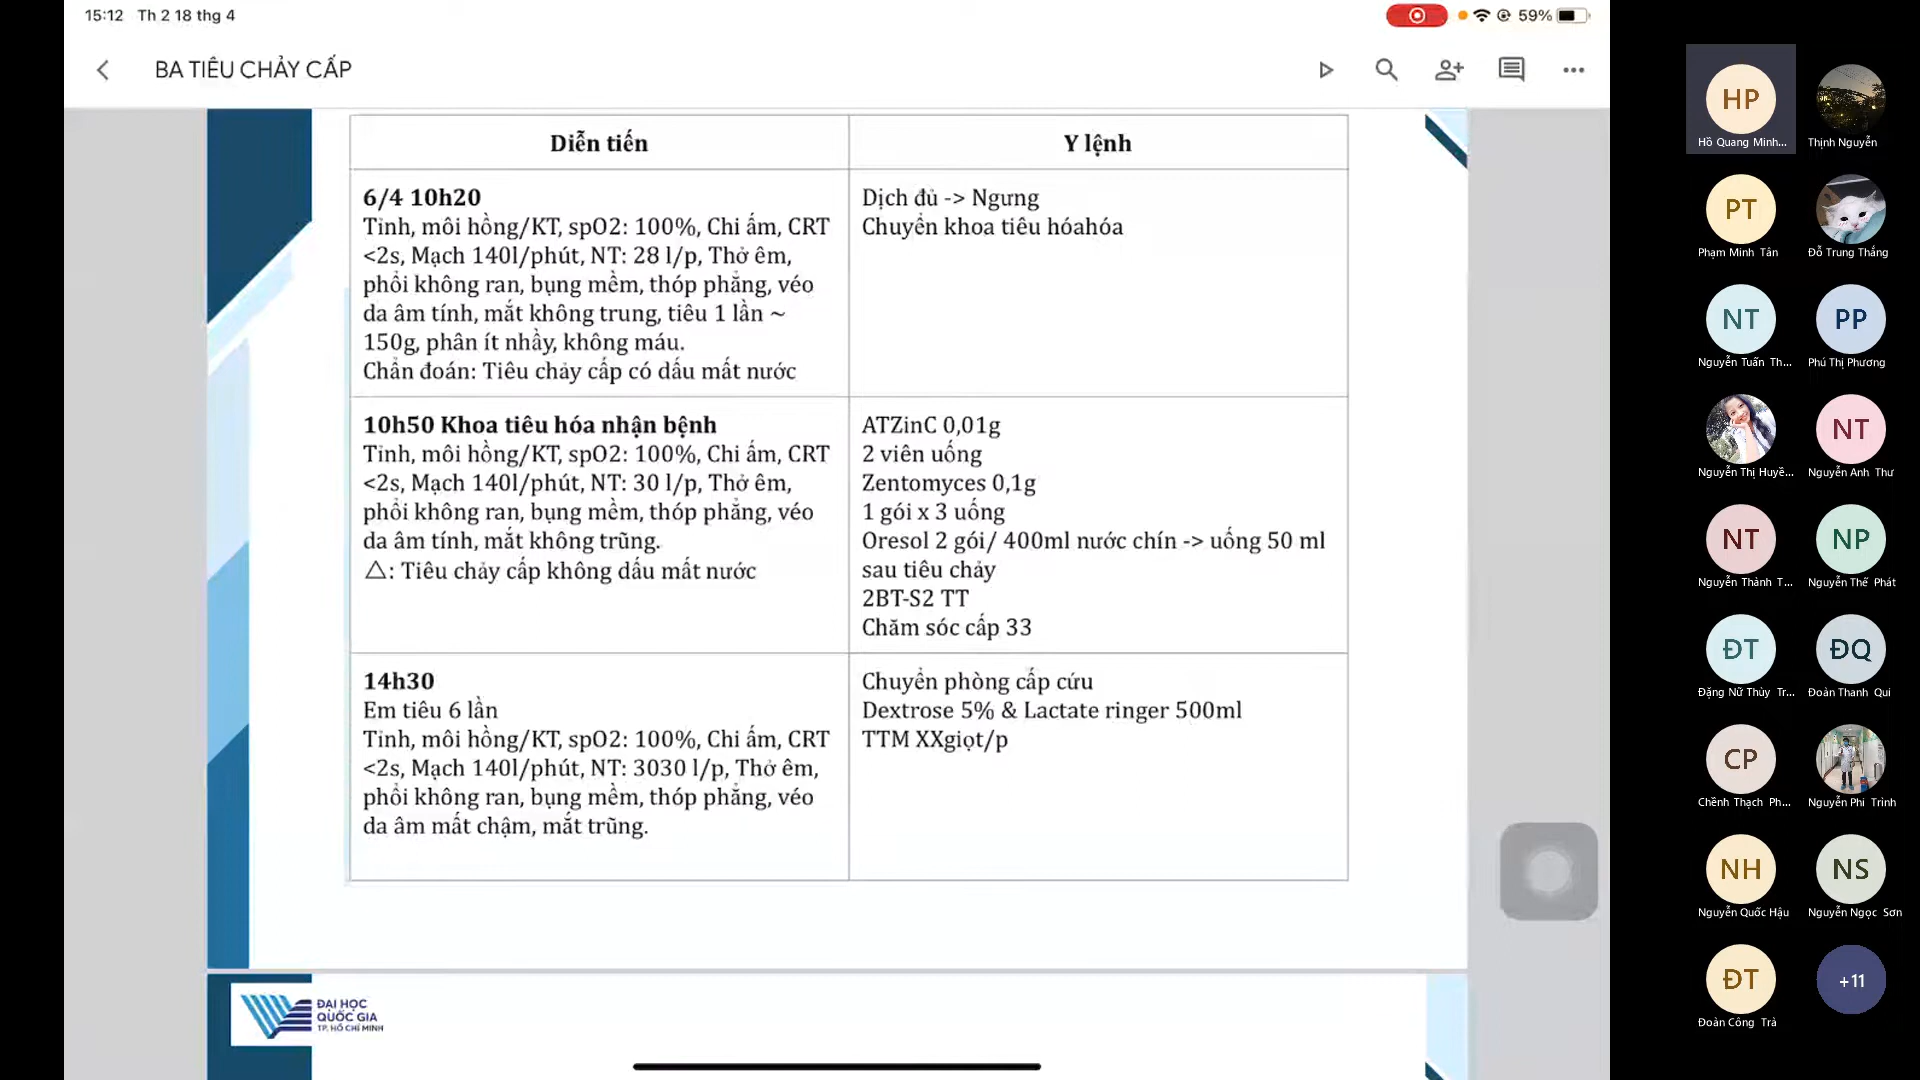 15:12 Th 2 18 thg 4
59%
BA TIÊU CHẢY CẤP
Diễn tiến
Y lệnh
6/4 10h20
Tỉnh, môi hồng/KT, spO2: 100%, Chi ấm, CRT
<2s, Mạch 140l/phút, NT: 28 l/p, Thở êm,
phổi không ran, bụng mềm, thóp phẳng, véo
da âm tính, mắt không trung, tiêu 1 lần ~
150g, phân ít nhầy, không máu.
Chẩn đoán: Tiêu chảy cấp có dấu mất nước
Dịch đủ -> Ngưng
Chuyển khoa tiêu hóahóa
10h50 Khoa tiêu hóa nhận bệnh
Tỉnh, môi hồng/KT, spO2: 100%, Chi ấm, CRT
<2s, Mạch 140l/phút, NT: 30 l/p, Thở êm,
phổi không ran, bụng mềm, thóp phẳng, véo
da âm tính, mắt không trũng.
△: Tiêu chảy cấp không dấu mất nước
ATZinC 0,01g
2 viên uống
Zentomyces 0,1g
1 gói x 3 uống
Oresol 2 gói/ 400ml nước chín -> uống 50 ml
sau tiêu chảy
2BT-S2 TT
Chăm sóc cấp 33
14h30
Em tiêu 6 lần
Tỉnh, môi hồng/KT, spO2: 100%, Chi ấm, CRT
<2s, Mạch 140l/phút, NT: 3030 l/p, Thở êm,
phổi không ran, bụng mềm, thóp phẳng, véo
da âm mất chậm, mắt trũng.
Chuyển phòng cấp cứu
Dextrose 5% & Lactate ringer 500ml
TTM XXgiọt/p
ĐẠI HỌC
QUỐC GIA
TP. HỒ CHÍ MINH
HP
Hồ Quang Minh...
Thịnh Nguyễn
PT
Phạm Minh Tân
Đỗ Trung Thắng
NT
Nguyễn Tuấn Th...
PP
Phú Thị Phương
Nguyễn Thị Huyề...
NT
Nguyễn Anh Thư
NT
Nguyễn Thành T...
NP
Nguyễn Thế Phát
ĐT
Đặng Nữ Thùy Tr...
ĐQ
Đoàn Thanh Qui
CP
Chềnh Thạch Ph...
Nguyễn Phi Trình
NH
Nguyễn Quốc Hậu
NS
Nguyễn Ngọc Sơn
ĐT
Đoàn Công Trà
+11